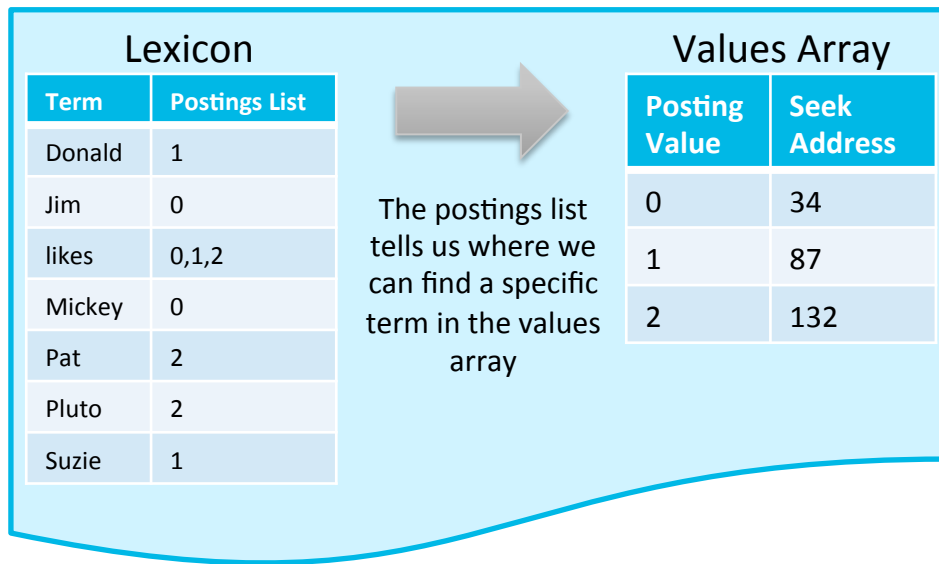 Lexicon
Term Postings List
Donald 1
Jim 0
likes 0,1,2
Mickey 0
Pat 2
Pluto 2
Suzie 1
The postings list
tells us where we
can find a specific
term in the values
array
Values Array
Posting Value Seek Address
0 34
1 87
2 132